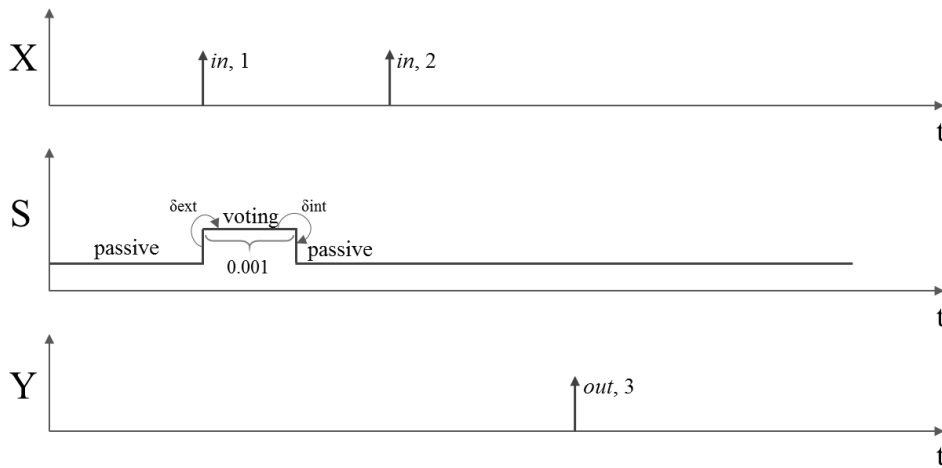 X
in, 1
in, 2
t
S
δext
voting
δint
passive
passive
0.001
t
Y
out, 3
t